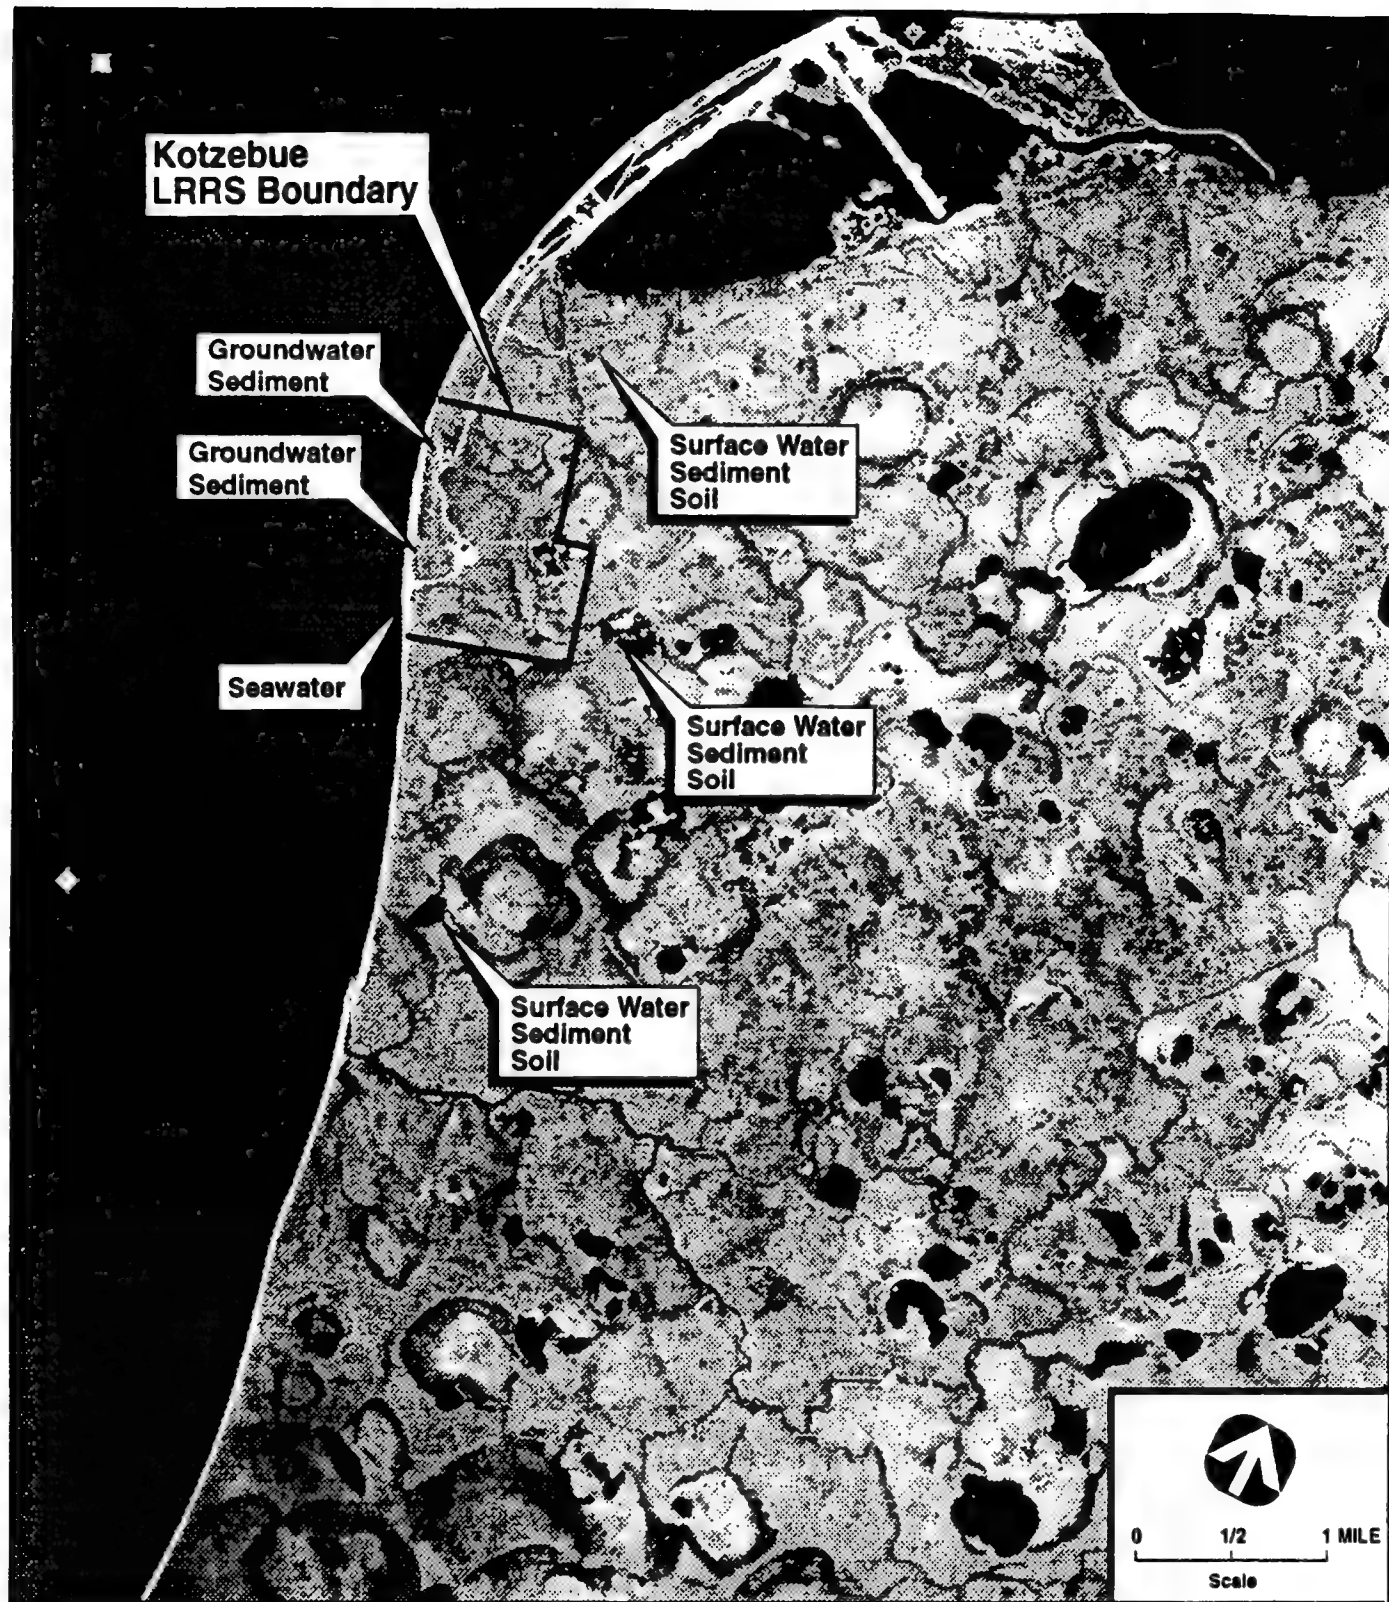 Kotzebue
LRRS Boundary
Groundwater
Sediment
Groundwater
Sediment
Surface Water
Sediment
Soil
Seawater
Surface Water
Sediment
Soil
Surface Water
Sediment
Soil
0 1/2 1 MILE
Scale